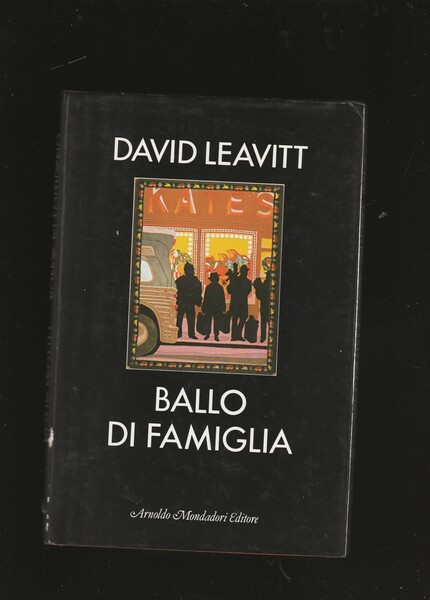 DAVID LEAVITT
KATE'S
BALLO
DI FAMIGLIA
Arnoldo Mondadori Editore